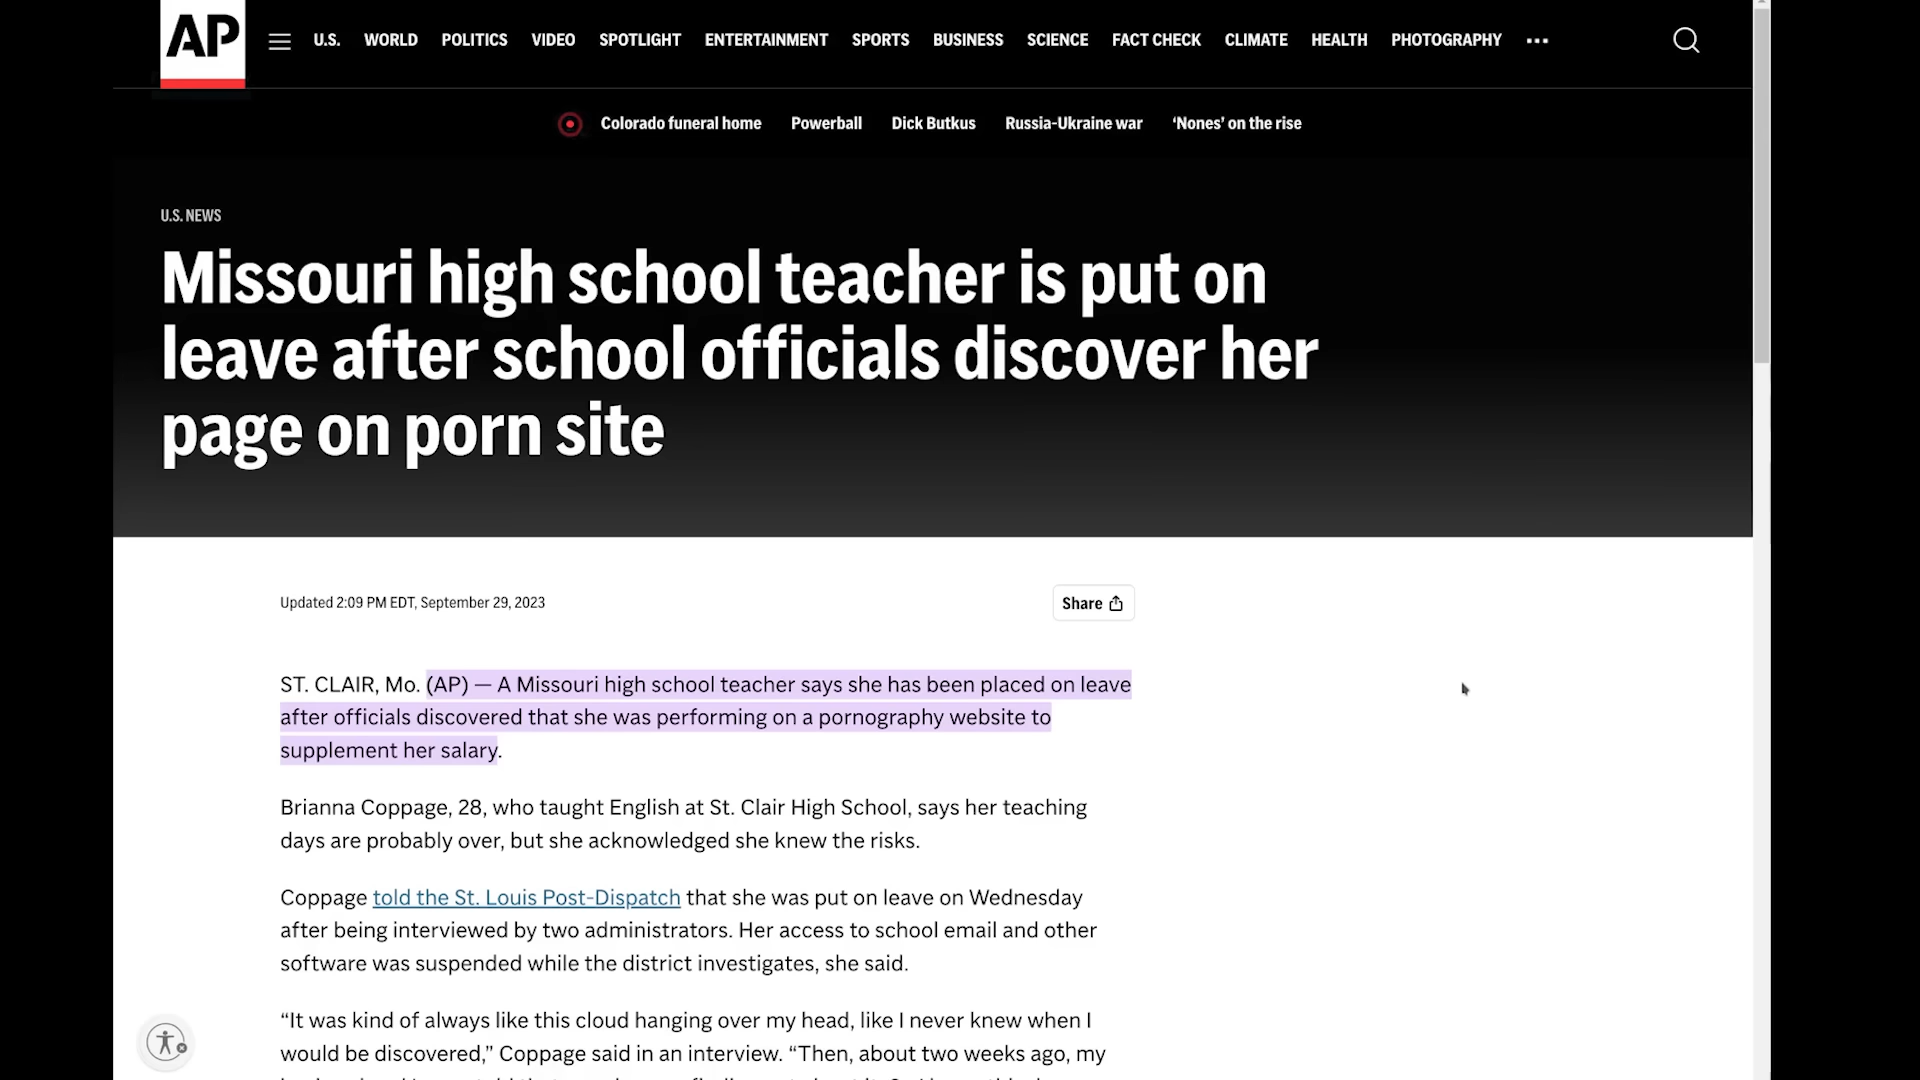 AP
U.S. WORLD POLITICS VIDEO SPOTLIGHT ENTERTAINMENT SPORTS BUSINESS SCIENCE FACT CHECK CLIMATE HEALTH PHOTOGRAPHY ...
Colorado funeral home Powerball Dick Butkus Russia-Ukraine war ‘Nones’ on the rise
U.S. NEWS
Missouri high school teacher is put on
leave after school officials discover her
page on porn site
Updated 2:09 PM EDT, September 29, 2023
Share
ST. CLAIR, Mo. (AP) — A Missouri high school teacher says she has been placed on leave
after officials discovered that she was performing on a pornography website to
supplement her salary.
Brianna Coppage, 28, who taught English at St. Clair High School, says her teaching
days are probably over, but she acknowledged she knew the risks.
Coppage told the St. Louis Post-Dispatch that she was put on leave on Wednesday
after being interviewed by two administrators. Her access to school email and other
software was suspended while the district investigates, she said.
“It was kind of always like this cloud hanging over my head, like I never knew when I
would be discovered,” Coppage said in an interview. “Then, about two weeks ago, my